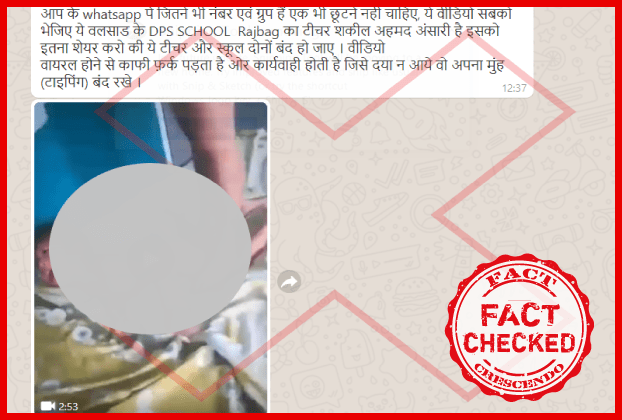 आप के whatsapp पे जितने भी नंबर एवं ग्रुप हैं एक भी छूटने नही चाहिए, ये वीडियो सबको
भेजिए ये वलसाड के DPS SCHOOL Rajbag का टीचर शकील अहमद अंसारी है इसको
इतना शेयर करो की ये टीचर और स्कूल दोनों बंद हो जाए । वीडियो
वायरल होने से काफी फ़र्क पड़ता है और कार्यवाही होती है जिसे दया न आये वो अपना मुंह
(टाइपिंग) बंद रखे ।
12:37
2:53
FACT
FACT
CHECKED
CRESCENDO